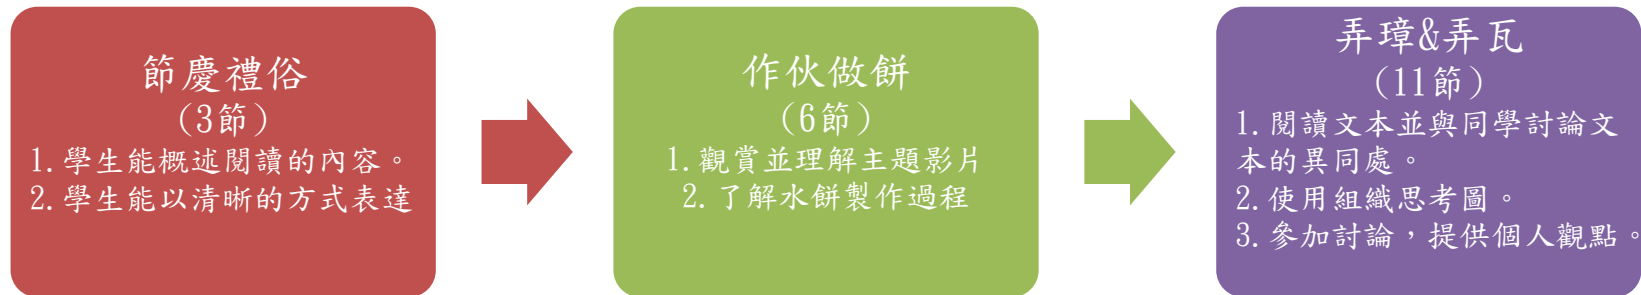 節慶禮俗
(3節)
1.學生能概述閱讀的內容。
2.學生能以清晰的方式表達
作伙做餅
(6節)
1.觀賞並理解主題影片
2.了解水餅製作過程
弄璋&弄瓦
(11節)
1.閱讀文本並與同學討論文
本的異同處。
2.使用組織思考圖。
3.參加討論，提供個人觀點。